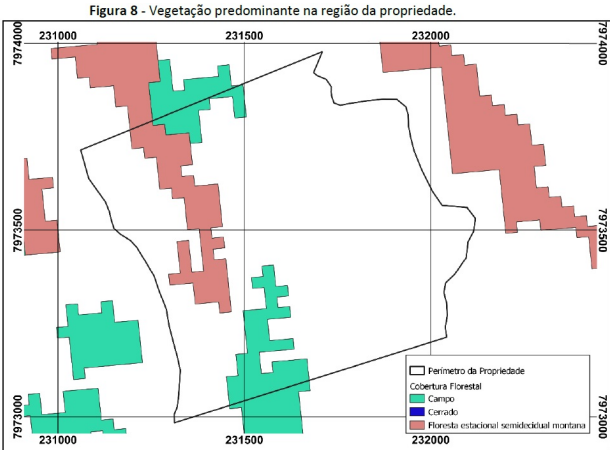 Figura 8 - Vegetação predominante na região da propriedade.
231000 231500 232000
7974000 7974000
7973500 7973500
7973000 7973000
Perímetro da Propriedade
Cobertura Florestal
Campo
Cerrado
Floresta estacional semidecidual montana
231000 231500 232000